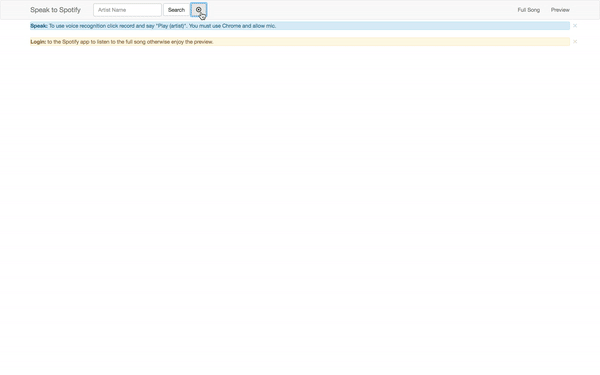 Speak to Spotify Artist Name Search Full Song Preview
Speak: To use voice recognition click record and say "Play (artist)". You must use Chrome and allow mic. ×
Login: to the Spotify app to listen to the full song otherwise enjoy the preview. ×